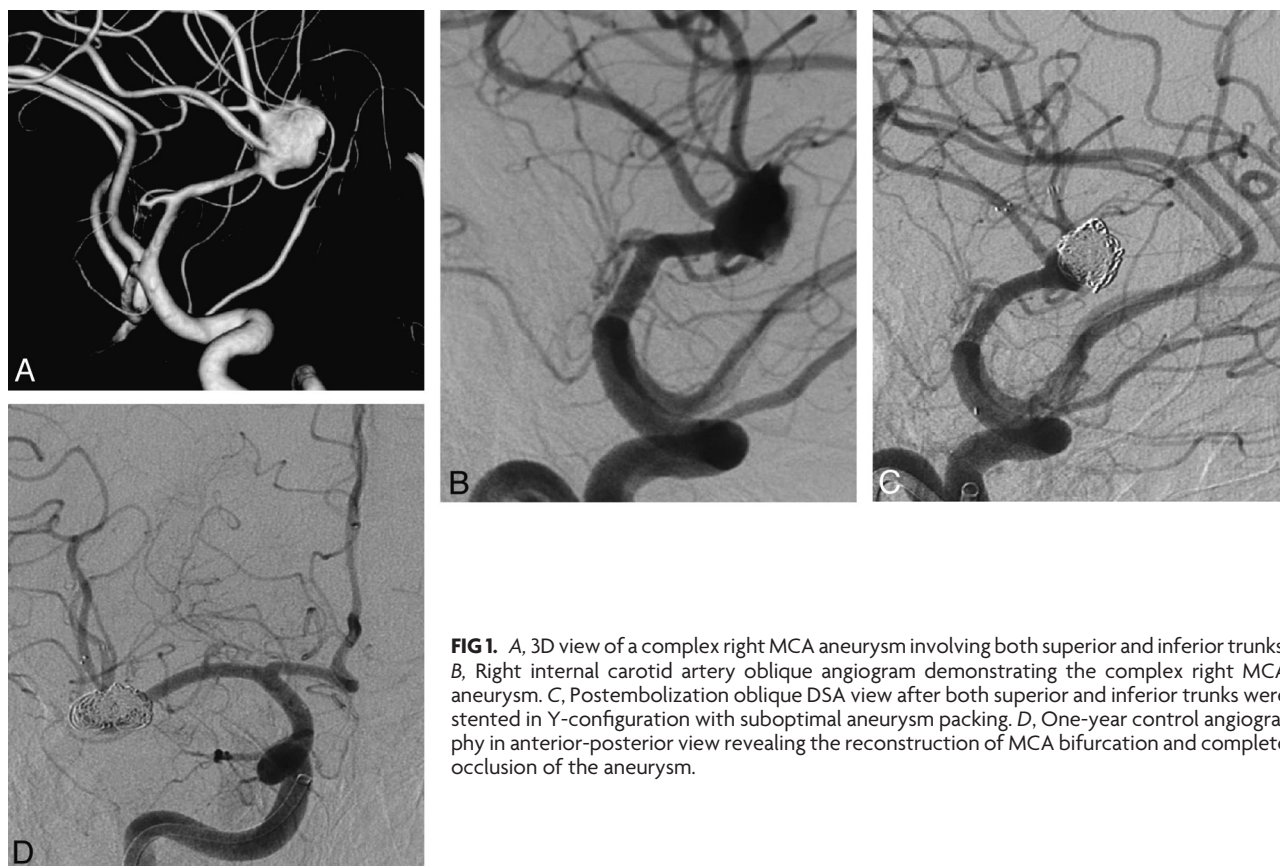 A
B
C
D
FIG 1. A, 3D view of a complex right MCA aneurysm involving both superior and inferior trunks
B, Right internal carotid artery oblique angiogram demonstrating the complex right MCA
aneurysm. C, Postembolization oblique DSA view after both superior and inferior trunks were
stented in Y-configuration with suboptimal aneurysm packing. D, One-year control angiogra
phy in anterior-posterior view revealing the reconstruction of MCA bifurcation and complete
occlusion of the aneurysm.